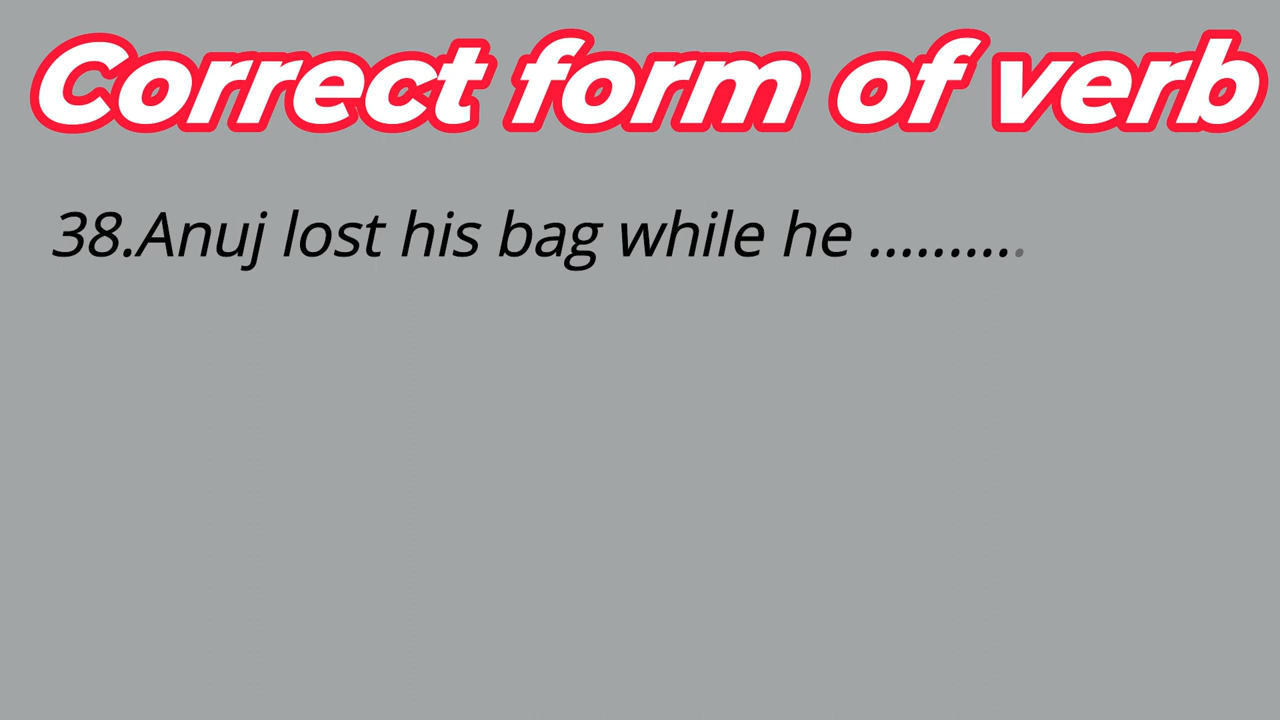 Correct form of verb
38.Anuj lost his bag while he ..........